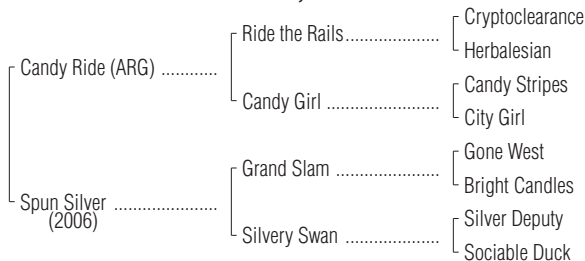 Cryptoclearance
Ride the Rails....................
Herbalesian
Candy Ride (ARG) ............
Candy Stripes
Candy Girl ........................
City Girl
Gone West
Grand Slam ......................
Bright Candles
Spun Silver ......................
(2006)
Silver Deputy
Silvery Swan ....................
Sociable Duck